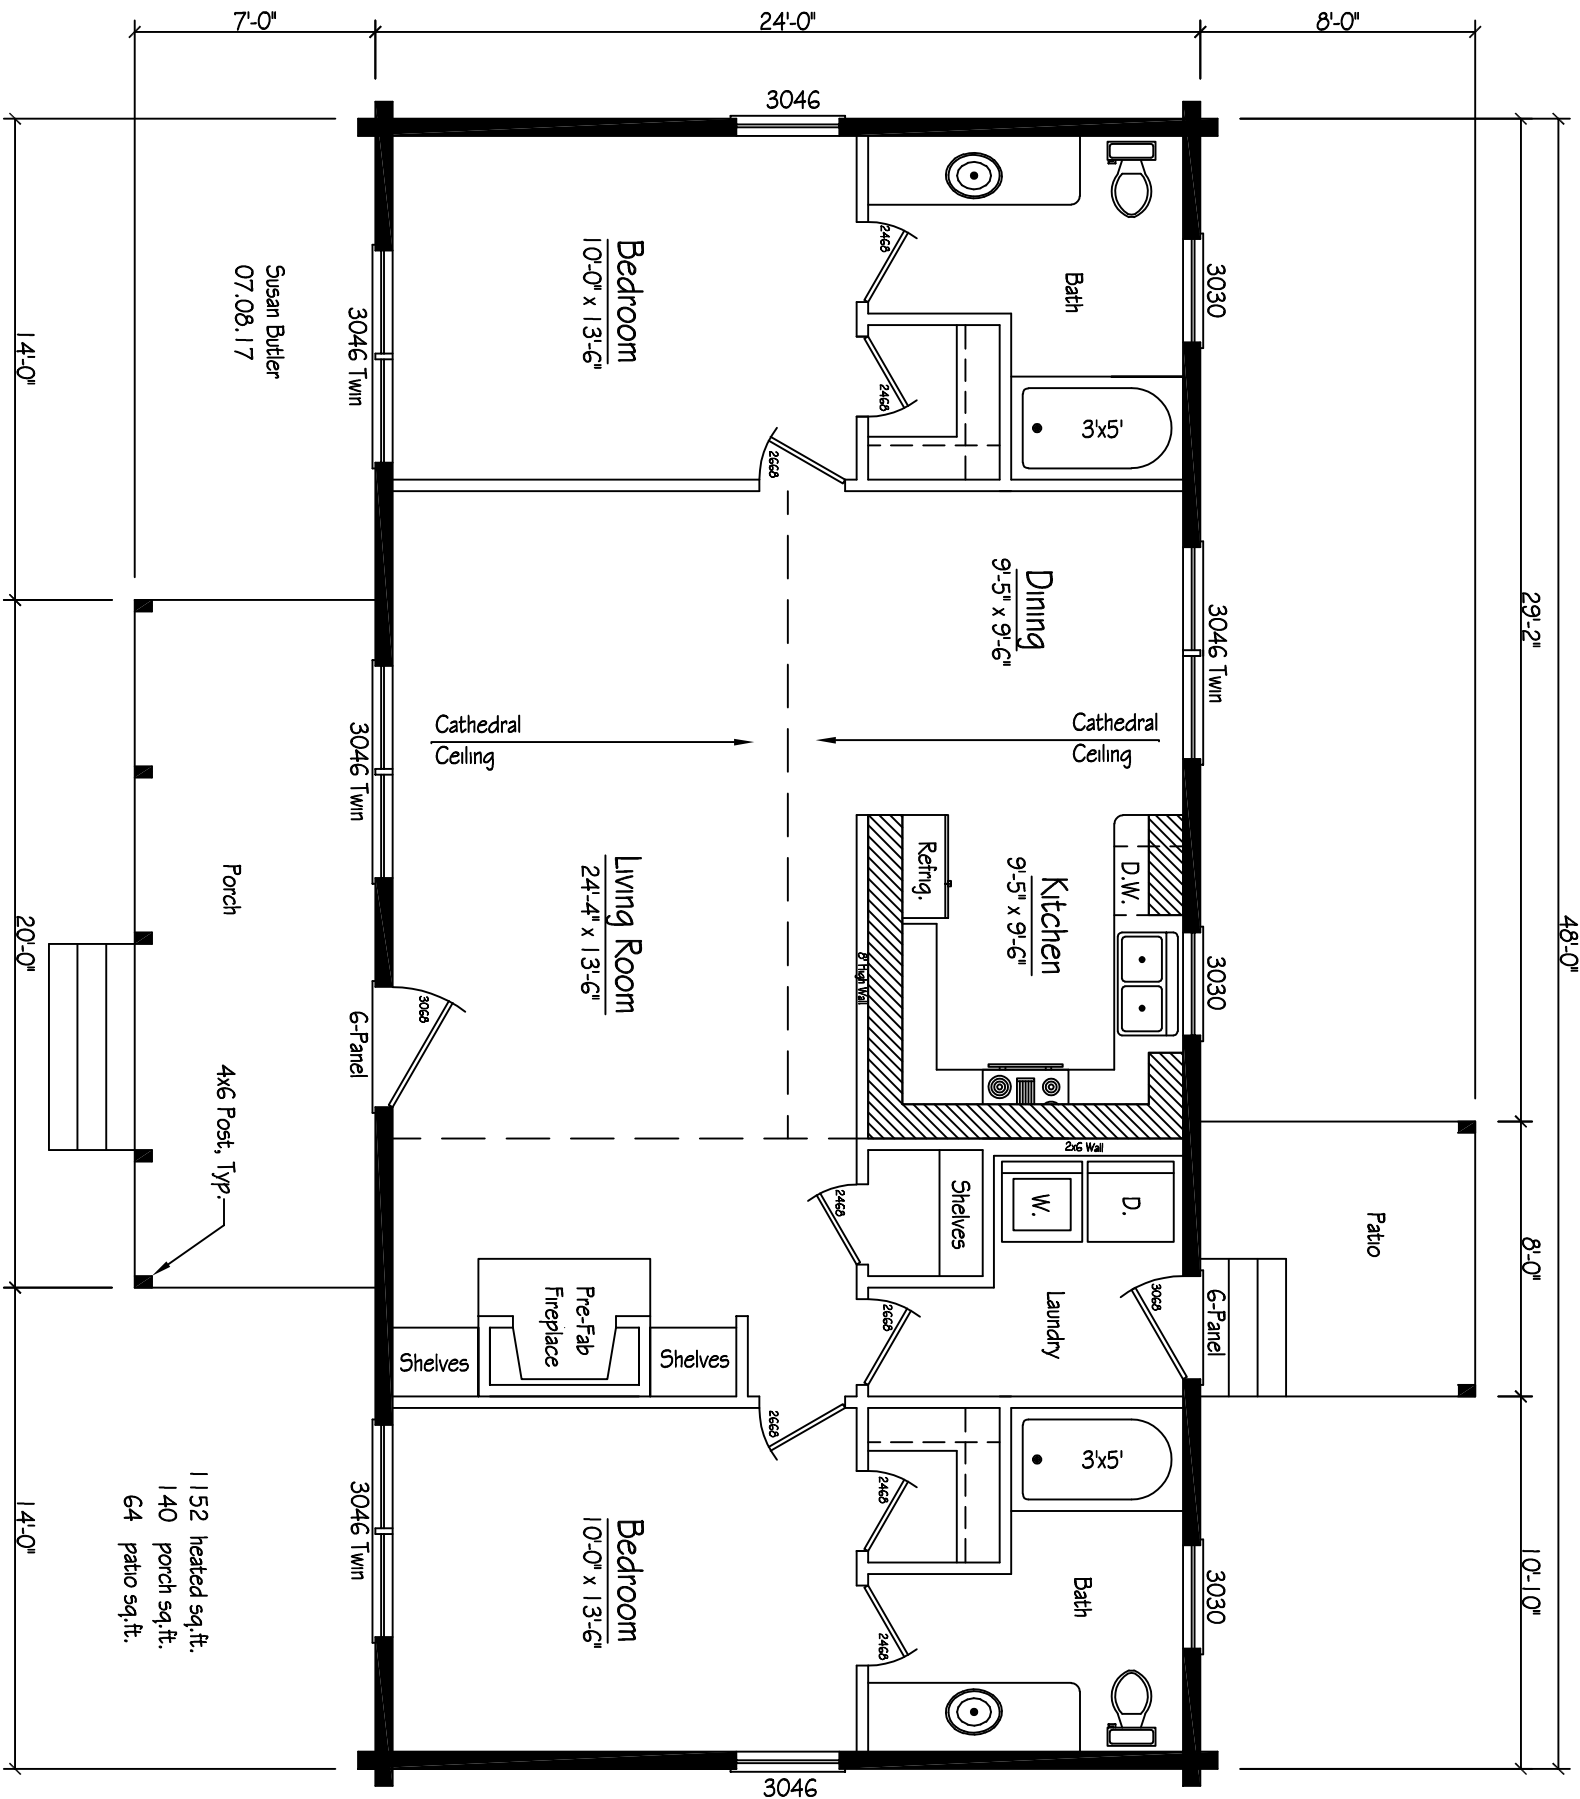 7'-0"
24'-0"
8'-0"
3046
Bedroom
10'-0" x 13'-6"
2468
Bath
3030
2468
3'x5'
2668
Susan Butler
07.08.17
3046 Twin
14'-0"
29'-2"
48'-0"
Dining
9'-5" x 9'-6"
3046 Twin
Cathedral
Ceiling
Cathedral
Ceiling
3046 Twin
Living Room
24'-4" x 13'-6"
Kitchen
9'-5" x 9'-6"
Refrig.
D.W.
3030
8' High Wall
Porch
20'-0"
3068
6-Panel
4x6 Post, Typ.
2x6 Wall
Shelves
W.
D.
2468
Patio
8'-0"
Laundry
3068
6-Panel
2668
Pre-Fab
Fireplace
Shelves
Shelves
2668
3'x5'
2468
3046 Twin
Bedroom
10'-0" x 13'-6"
2468
Bath
3030
10'-10"
14'-0"
1152 heated sq.ft.
140 porch sq.ft.
64 patio sq.ft.
3046